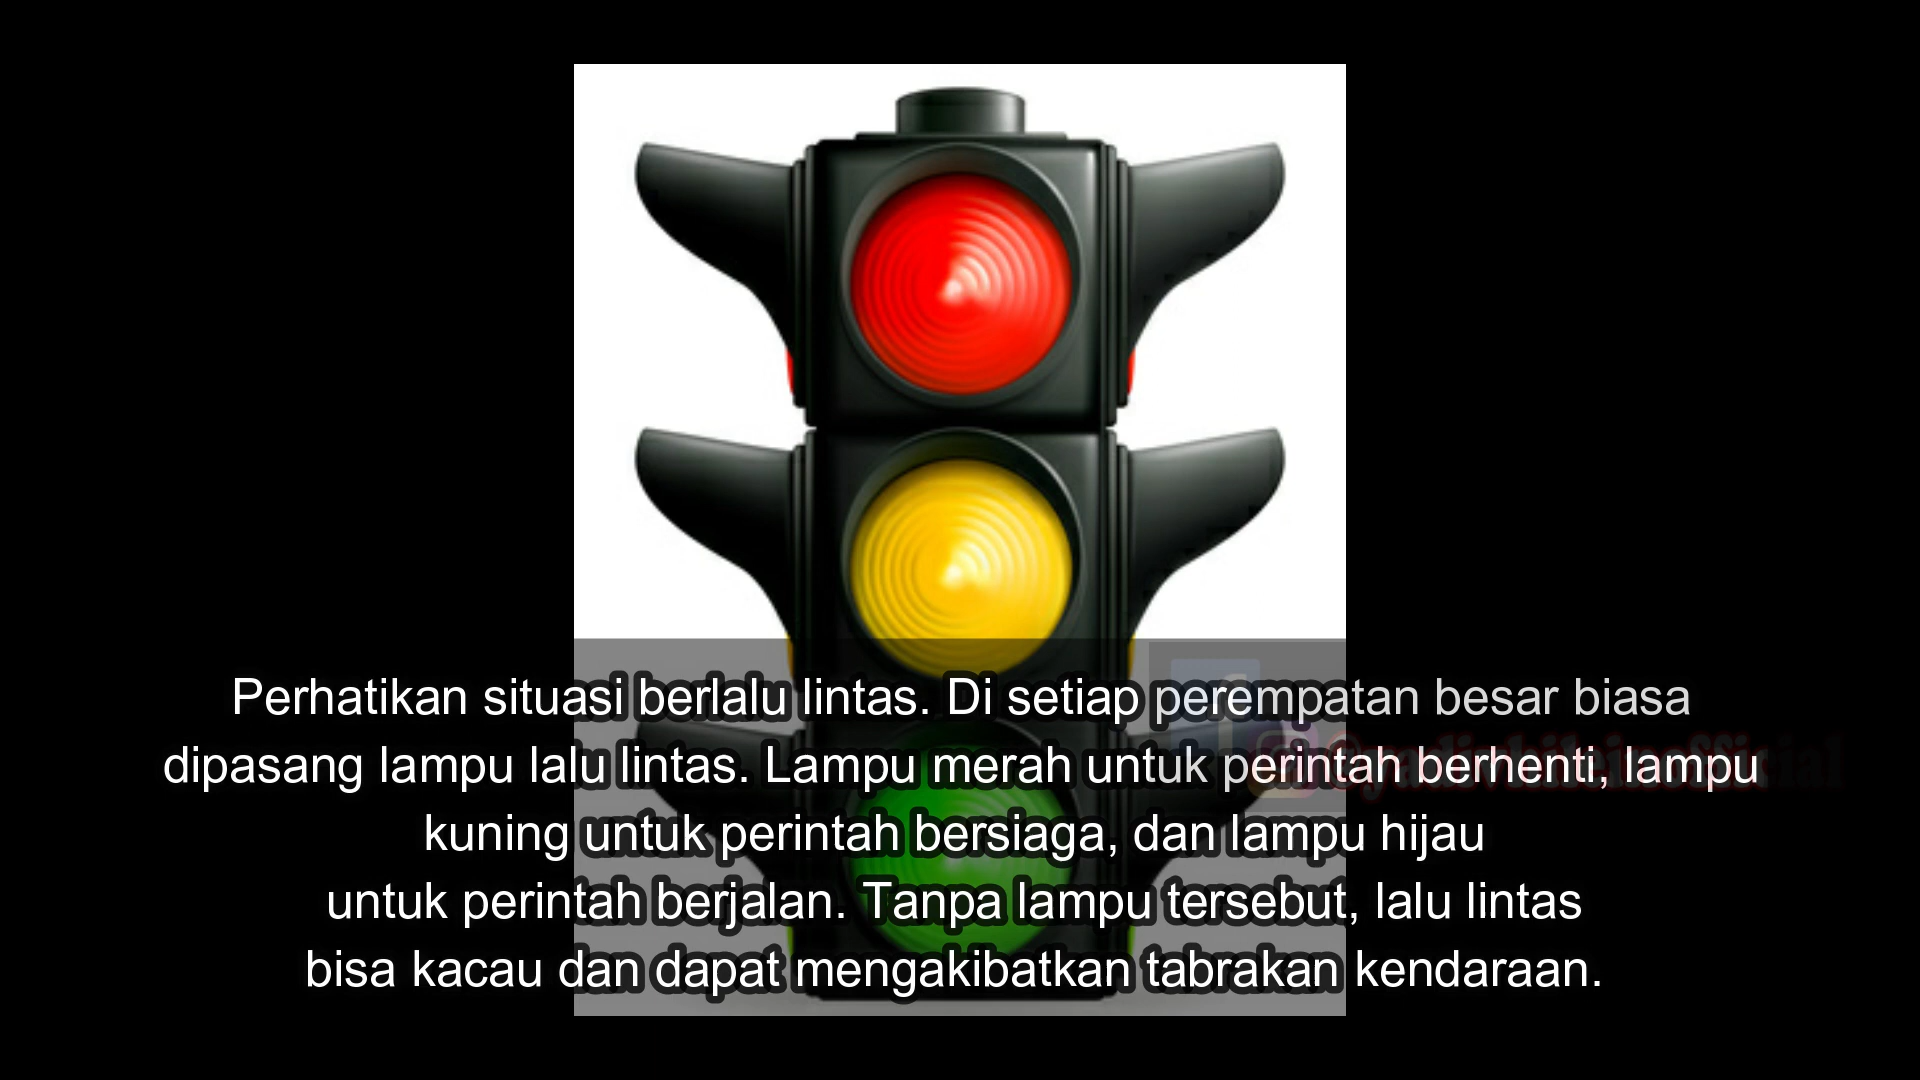 Perhatikan situasi berlalu lintas. Di setiap perempatan besar biasa
dipasang lampu lalu lintas. Lampu merah untuk perintah berhenti, lampu
kuning untuk perintah bersiaga, dan lampu hijau
untuk perintah berjalan. Tanpa lampu tersebut, lalu lintas
bisa kacau dan dapat mengakibatkan tabrakan kendaraan.